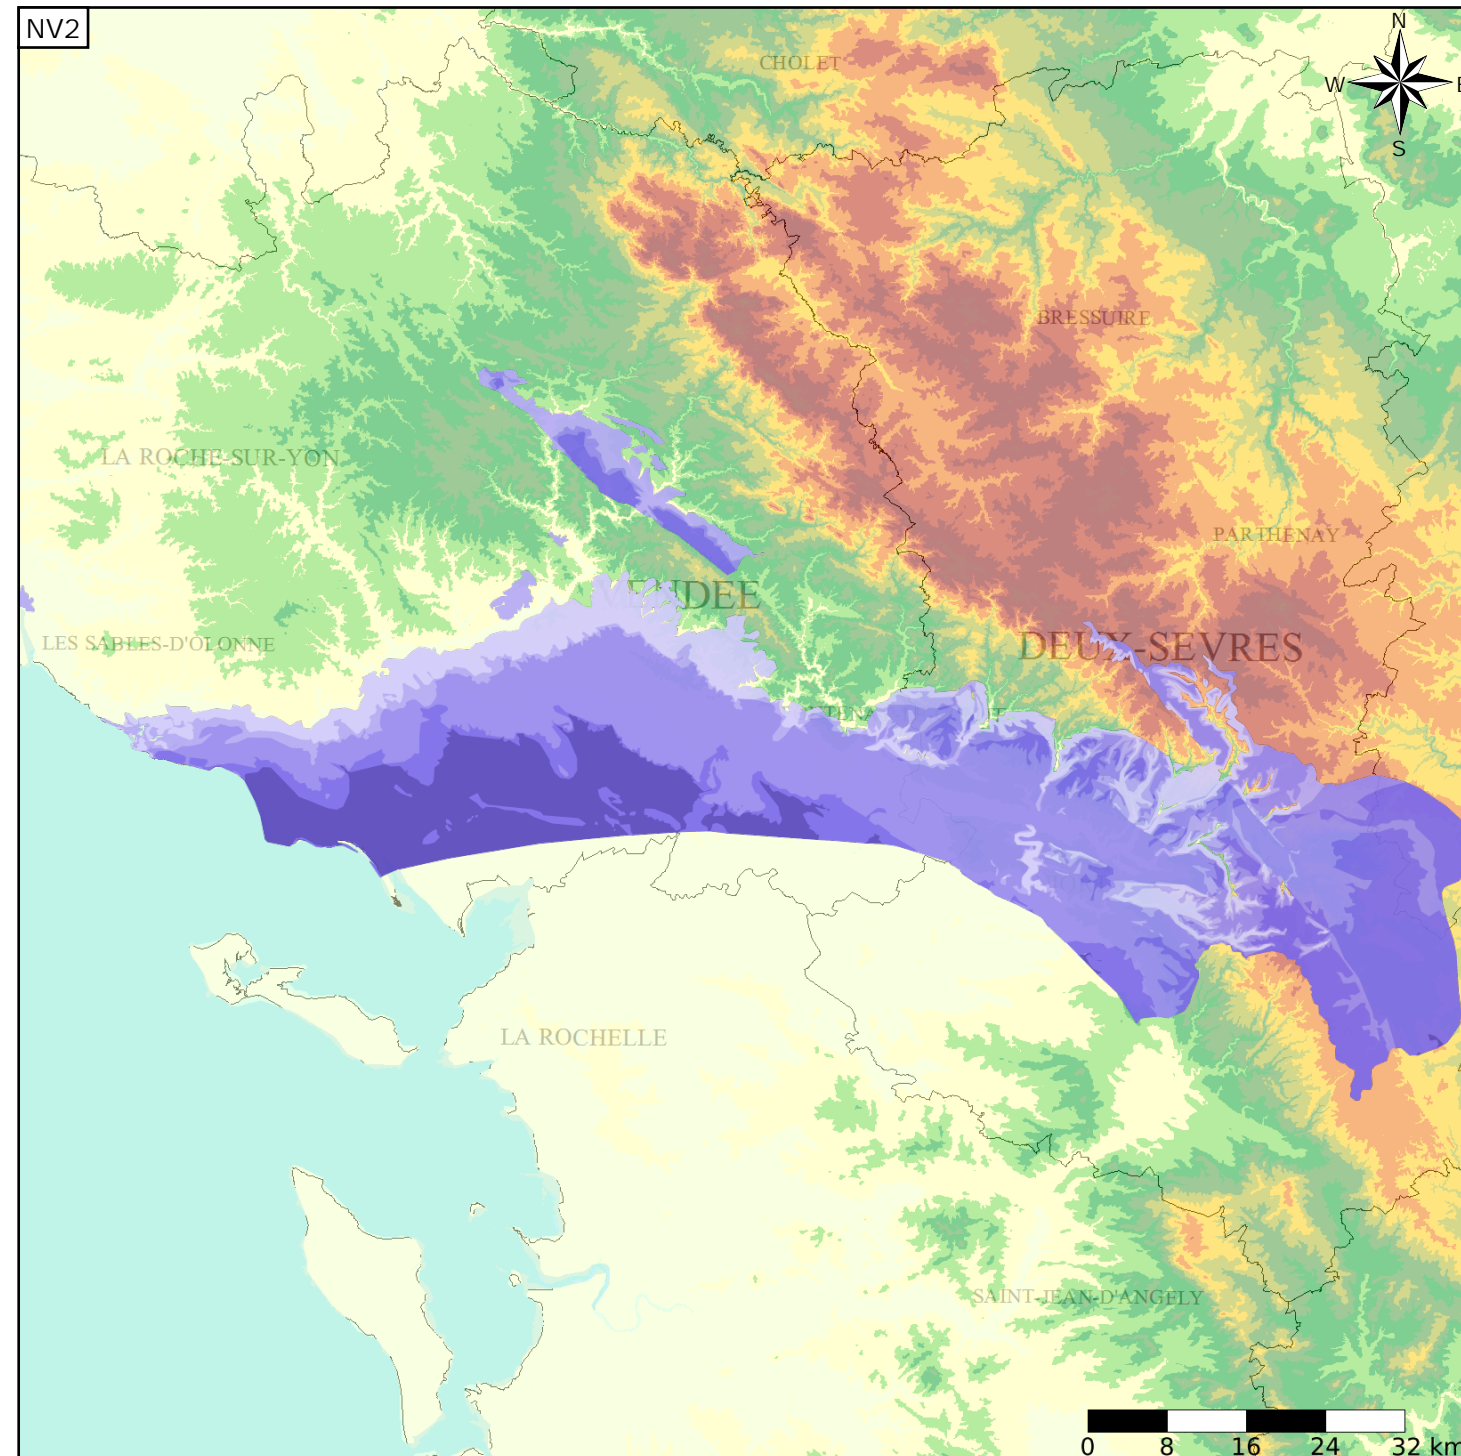 NV2
N
CHOLET
W
E
S
BRESSUIRE
LA ROCHE-SUR-YON
PARTHENAY
VENDEE
DEUX-SEVRES
LES SABLES-D'OLONNE
LA ROCHELLE
SAINT-JEAN-D'ANGELY
0 8 16 24 32 km